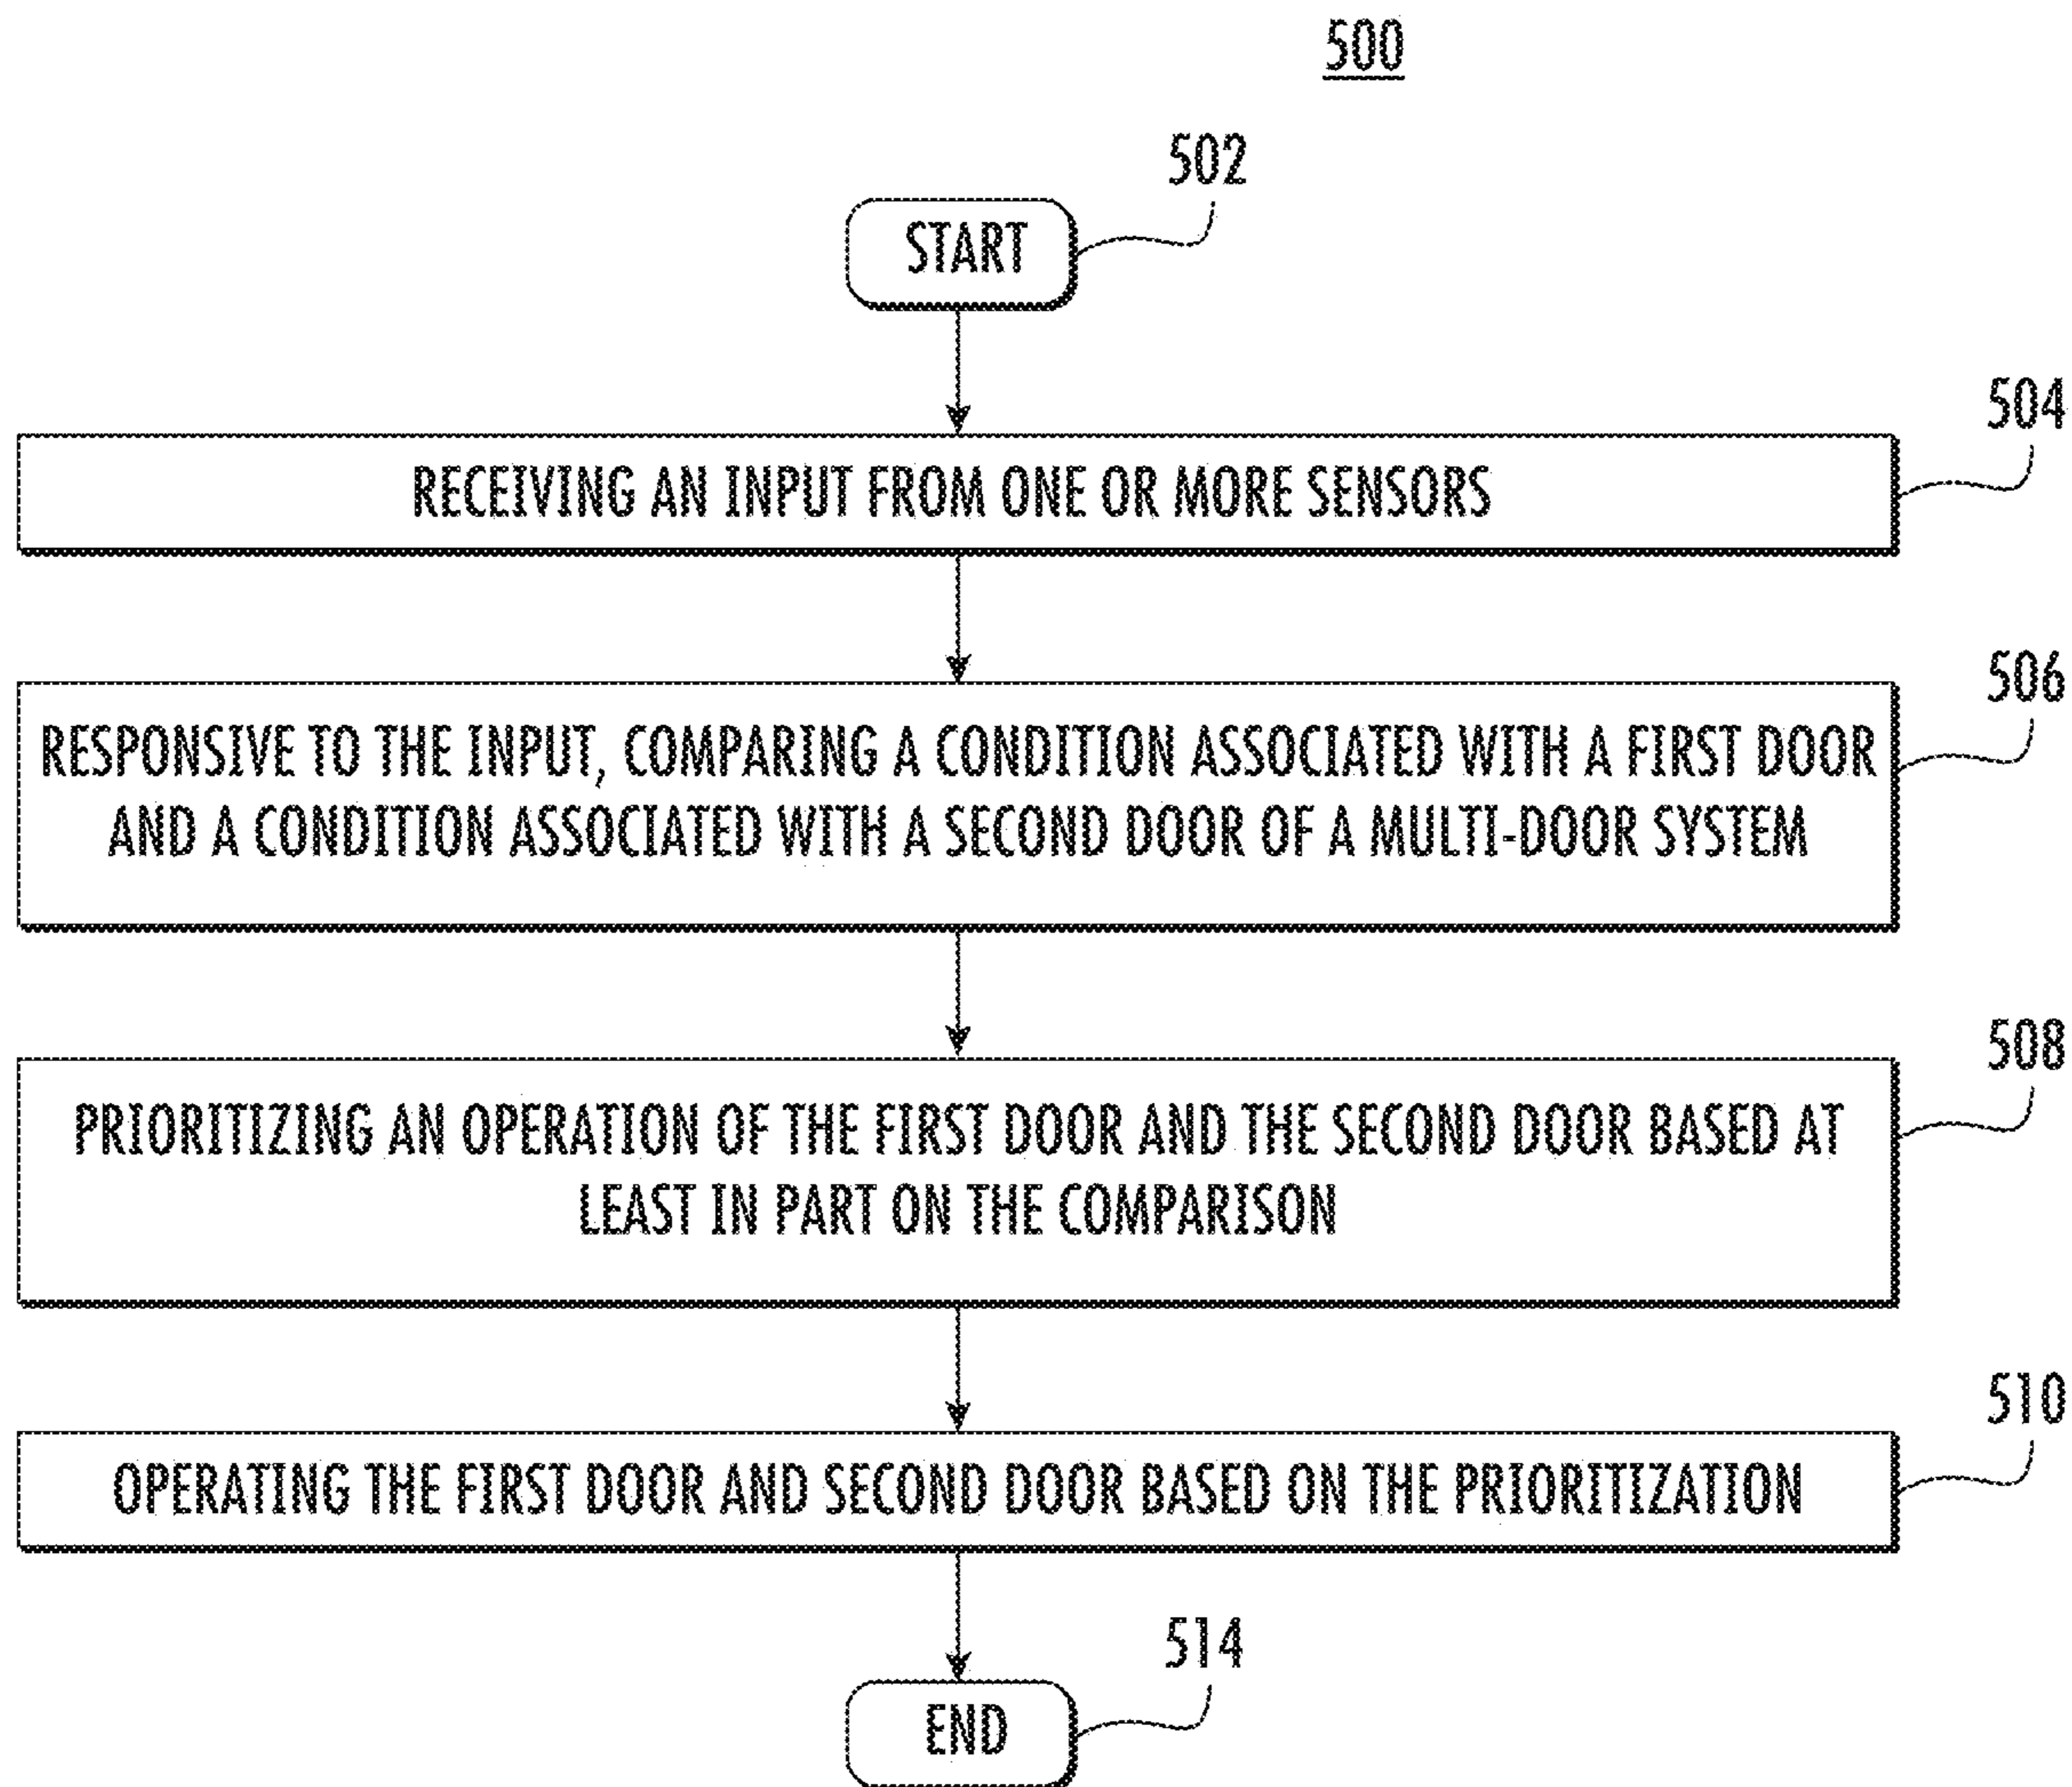 500
502
START
504
RECEIVING AN INPUT FROM ONE OR MORE SENSORS
506
RESPONSIVE TO THE INPUT, COMPARING A CONDITION ASSOCIATED WITH A FIRST DOOR
AND A CONDITION ASSOCIATED WITH A SECOND DOOR OF A MULTI-DOOR SYSTEM
508
PRIORITIZING AN OPERATION OF THE FIRST DOOR AND THE SECOND DOOR BASED AT
LEAST IN PART ON THE COMPARISON
510
OPERATING THE FIRST DOOR AND SECOND DOOR BASED ON THE PRIORITIZATION
514
END